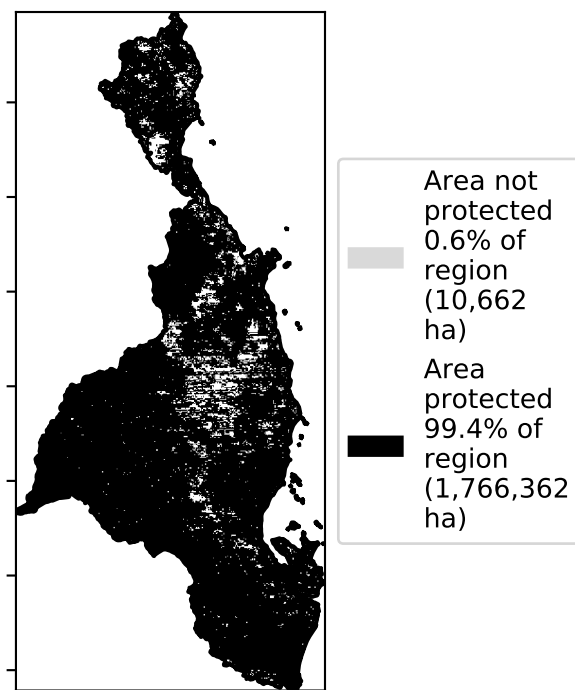 Area not
protected
0.6% of
region
(10,662
ha)
Area
protected
99.4% of
region
(1,766,362
ha)